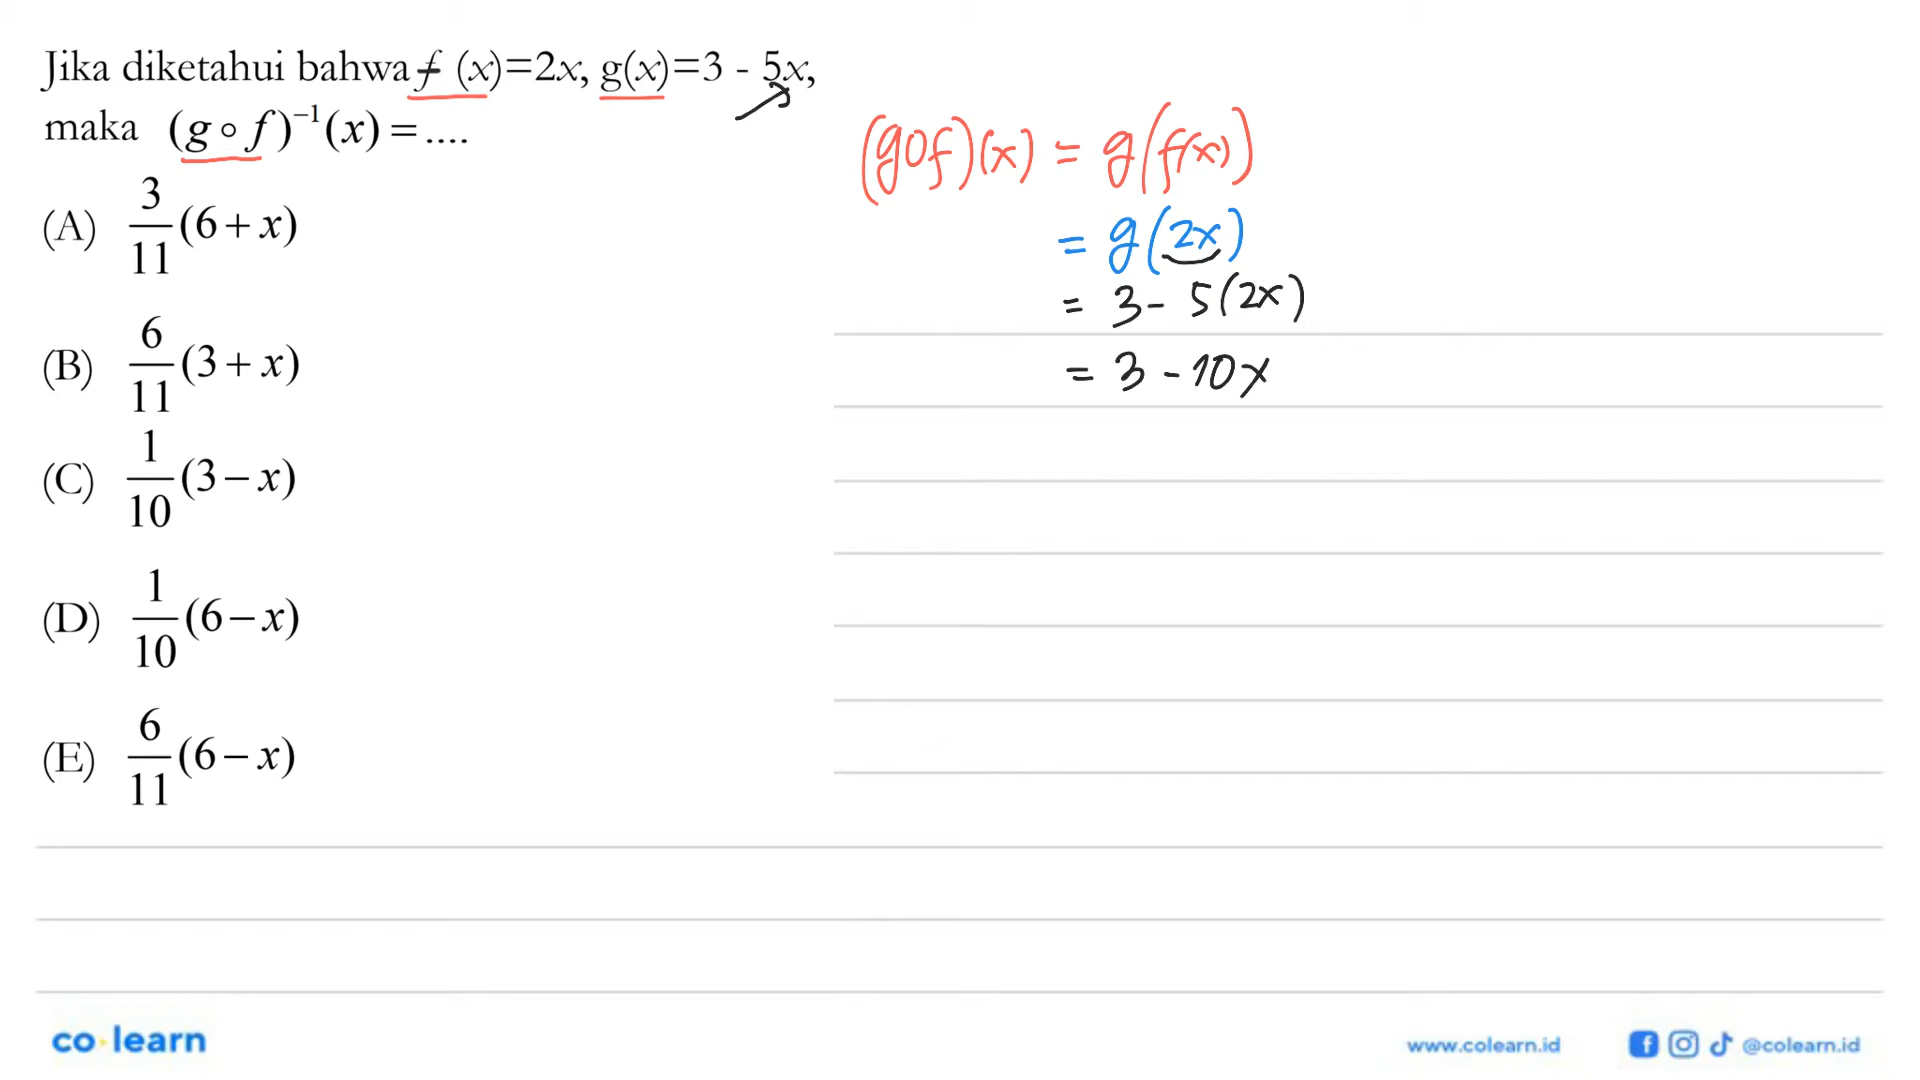 Jika diketahui bahwa f (x)=2x, g(x)=3 - 5x,
maka (g ∘ f)⁻¹(x) = ....
(A) 3/11 (6 + x)
(B) 6/11 (3 + x)
(C) 1/10 (3 − x)
(D) 1/10 (6 − x)
(E) 6/11 (6 − x)
(gof)(x) = g(f(x))
= g(2x)
= 3 - 5(2x)
= 3 - 10x
co·learn
www.colearn.id
@colearn.id